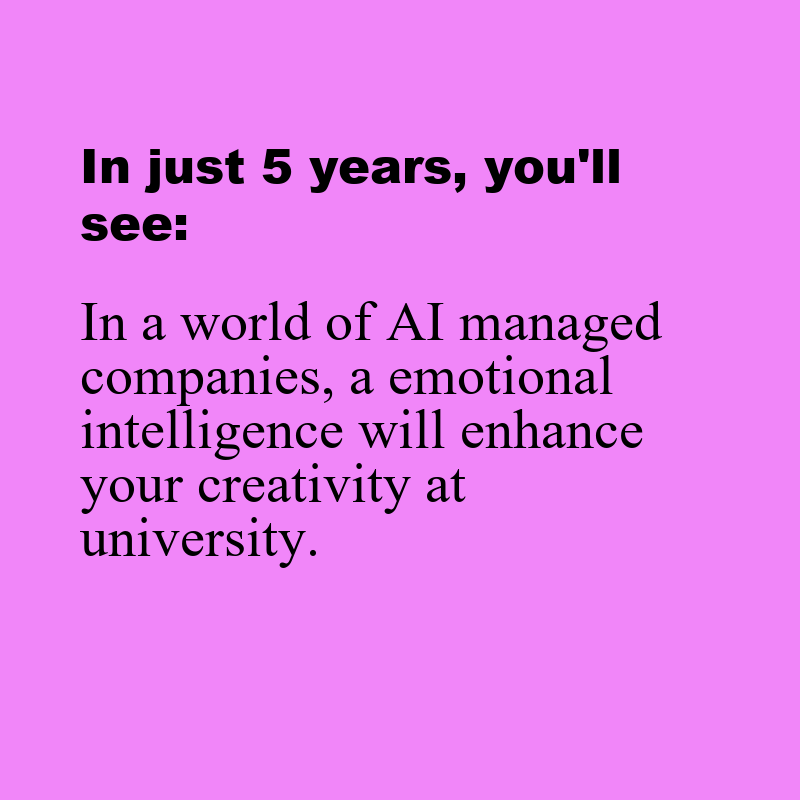 In just 5 years, you'll
see:
In a world of AI managed
companies, a emotional
intelligence will enhance
your creativity at
university.